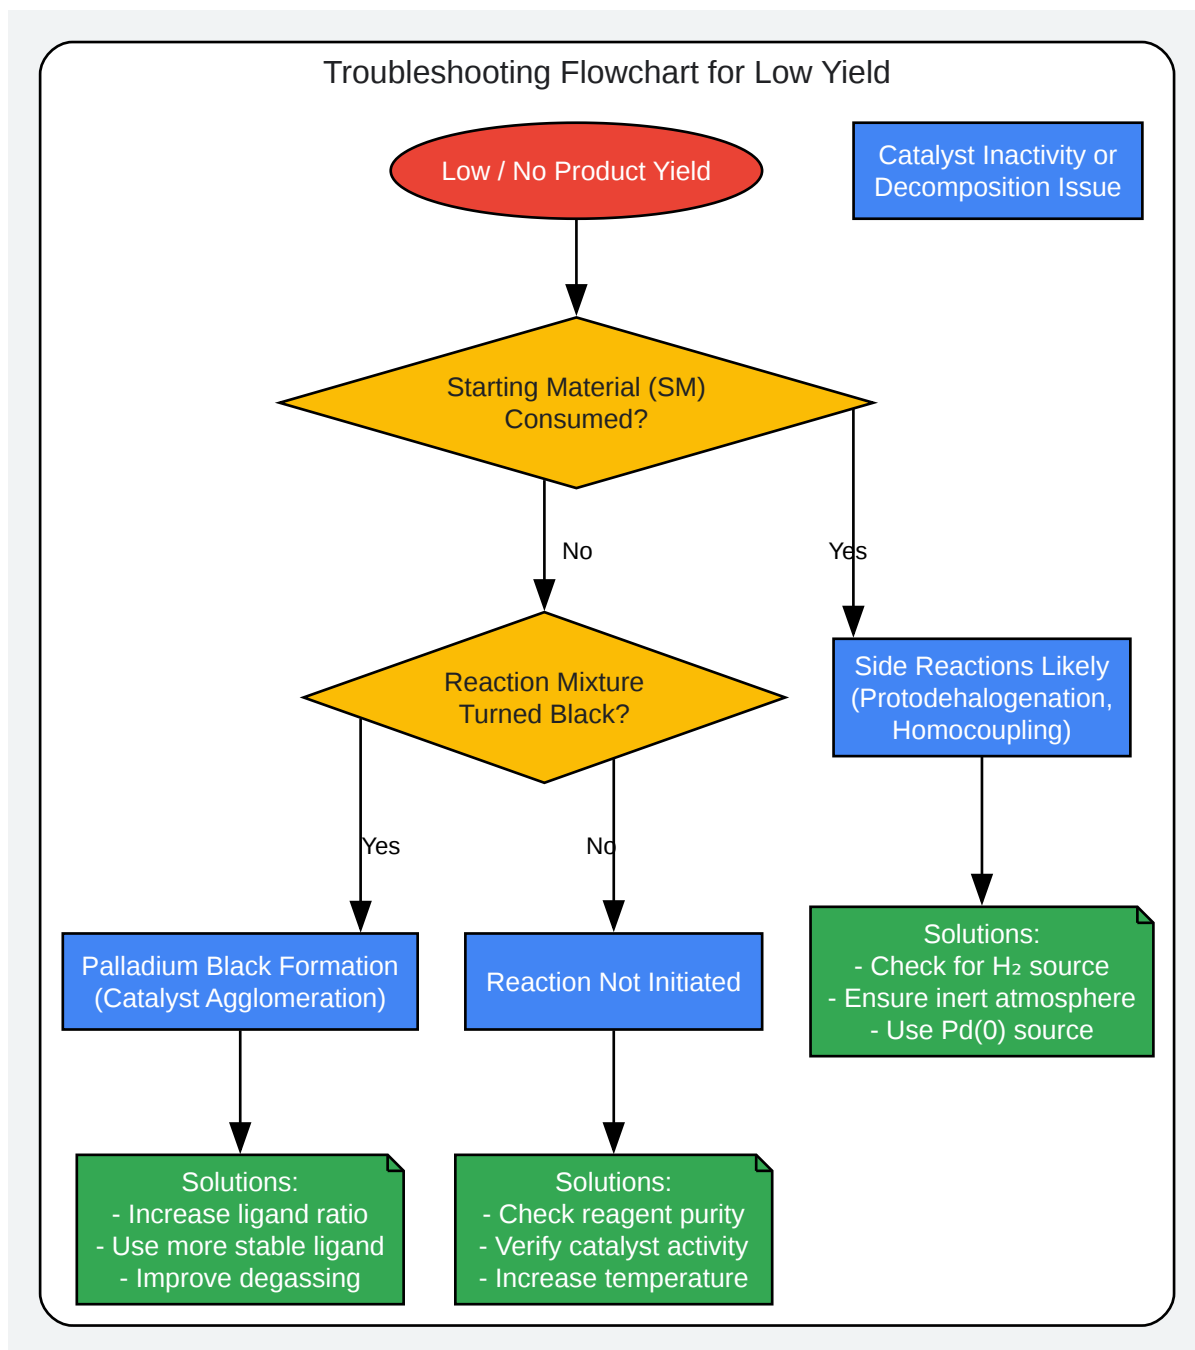 Troubleshooting Flowchart for Low Yield
Low / No Product Yield
Catalyst Inactivity or
Decomposition Issue
Starting Material (SM)
Consumed?
No
Yes
Reaction Mixture
Turned Black?
Side Reactions Likely
(Protodehalogenation,
Homocoupling)
Yes
No
Palladium Black Formation
(Catalyst Agglomeration)
Reaction Not Initiated
Solutions:
- Check for H₂ source
- Ensure inert atmosphere
- Use Pd(0) source
Solutions:
- Increase ligand ratio
- Use more stable ligand
- Improve degassing
Solutions:
- Check reagent purity
- Verify catalyst activity
- Increase temperature